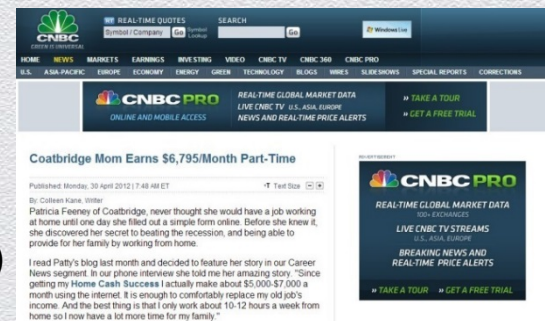 CNBC
GREEN IS UNIVERSAL
REAL-TIME QUOTES
SEARCH
Symbol / Company
Go
Symbol
Lookup
Go
Windows Live
HOME NEWS MARKETS EARNINGS INVESTING VIDEO CNBC TV CNBC 360 CNBC PRO
U.S. ASIA-PACIFIC EUROPE ECONOMY ENERGY GREEN TECHNOLOGY BLOGS WIRES SLIDESHOWS SPECIAL REPORTS CORRECTIONS
CNBC PRO
ONLINE AND MOBILE ACCESS
REAL-TIME GLOBAL MARKET DATA
LIVE CNBC TV U.S., ASIA, EUROPE
NEWS AND REAL-TIME PRICE ALERTS
» TAKE A TOUR
» GET A FREE TRIAL
Coatbridge Mom Earns $6,795/Month Part-Time
Published: Monday, 30 April 2012 | 7:48 AM ET
Text Size
By: Colleen Kane, Writer
Patricia Feeney of Coatbridge, never thought she would have a job working
at home until one day she filled out a simple form online. Before she knew it,
she discovered her secret to beating the recession, and being able to
provide for her family by working from home.
I read Patty's blog last month and decided to feature her story in our Career
News segment. In our phone interview she told me her amazing story. "Since
getting my Home Cash Success I actually make about $5,000-$7,000 a
month using the internet. It is enough to comfortably replace my old job's
income. And the best thing is that I only work about 10-12 hours a week from
home so I now have a lot more time for my family."
ADVERTISEMENT
CNBC PRO
REAL-TIME GLOBAL MARKET DATA
100+ EXCHANGES
LIVE CNBC TV STREAMS
U.S., ASIA, EUROPE
BREAKING NEWS AND
REAL-TIME PRICE ALERTS
» TAKE A TOUR » GET A FREE TRIAL